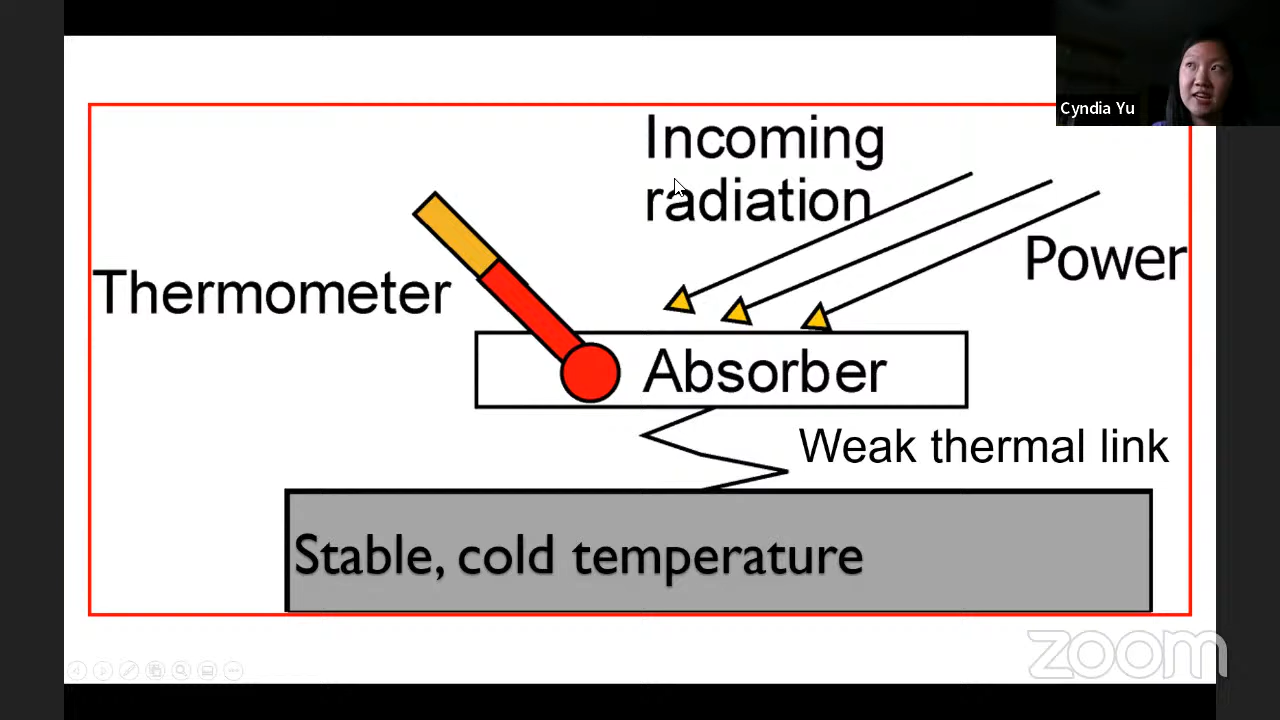 Cyndia Yu
Incoming
radiation
Power
Thermometer
Absorber
Weak thermal link
Stable, cold temperature
zoom